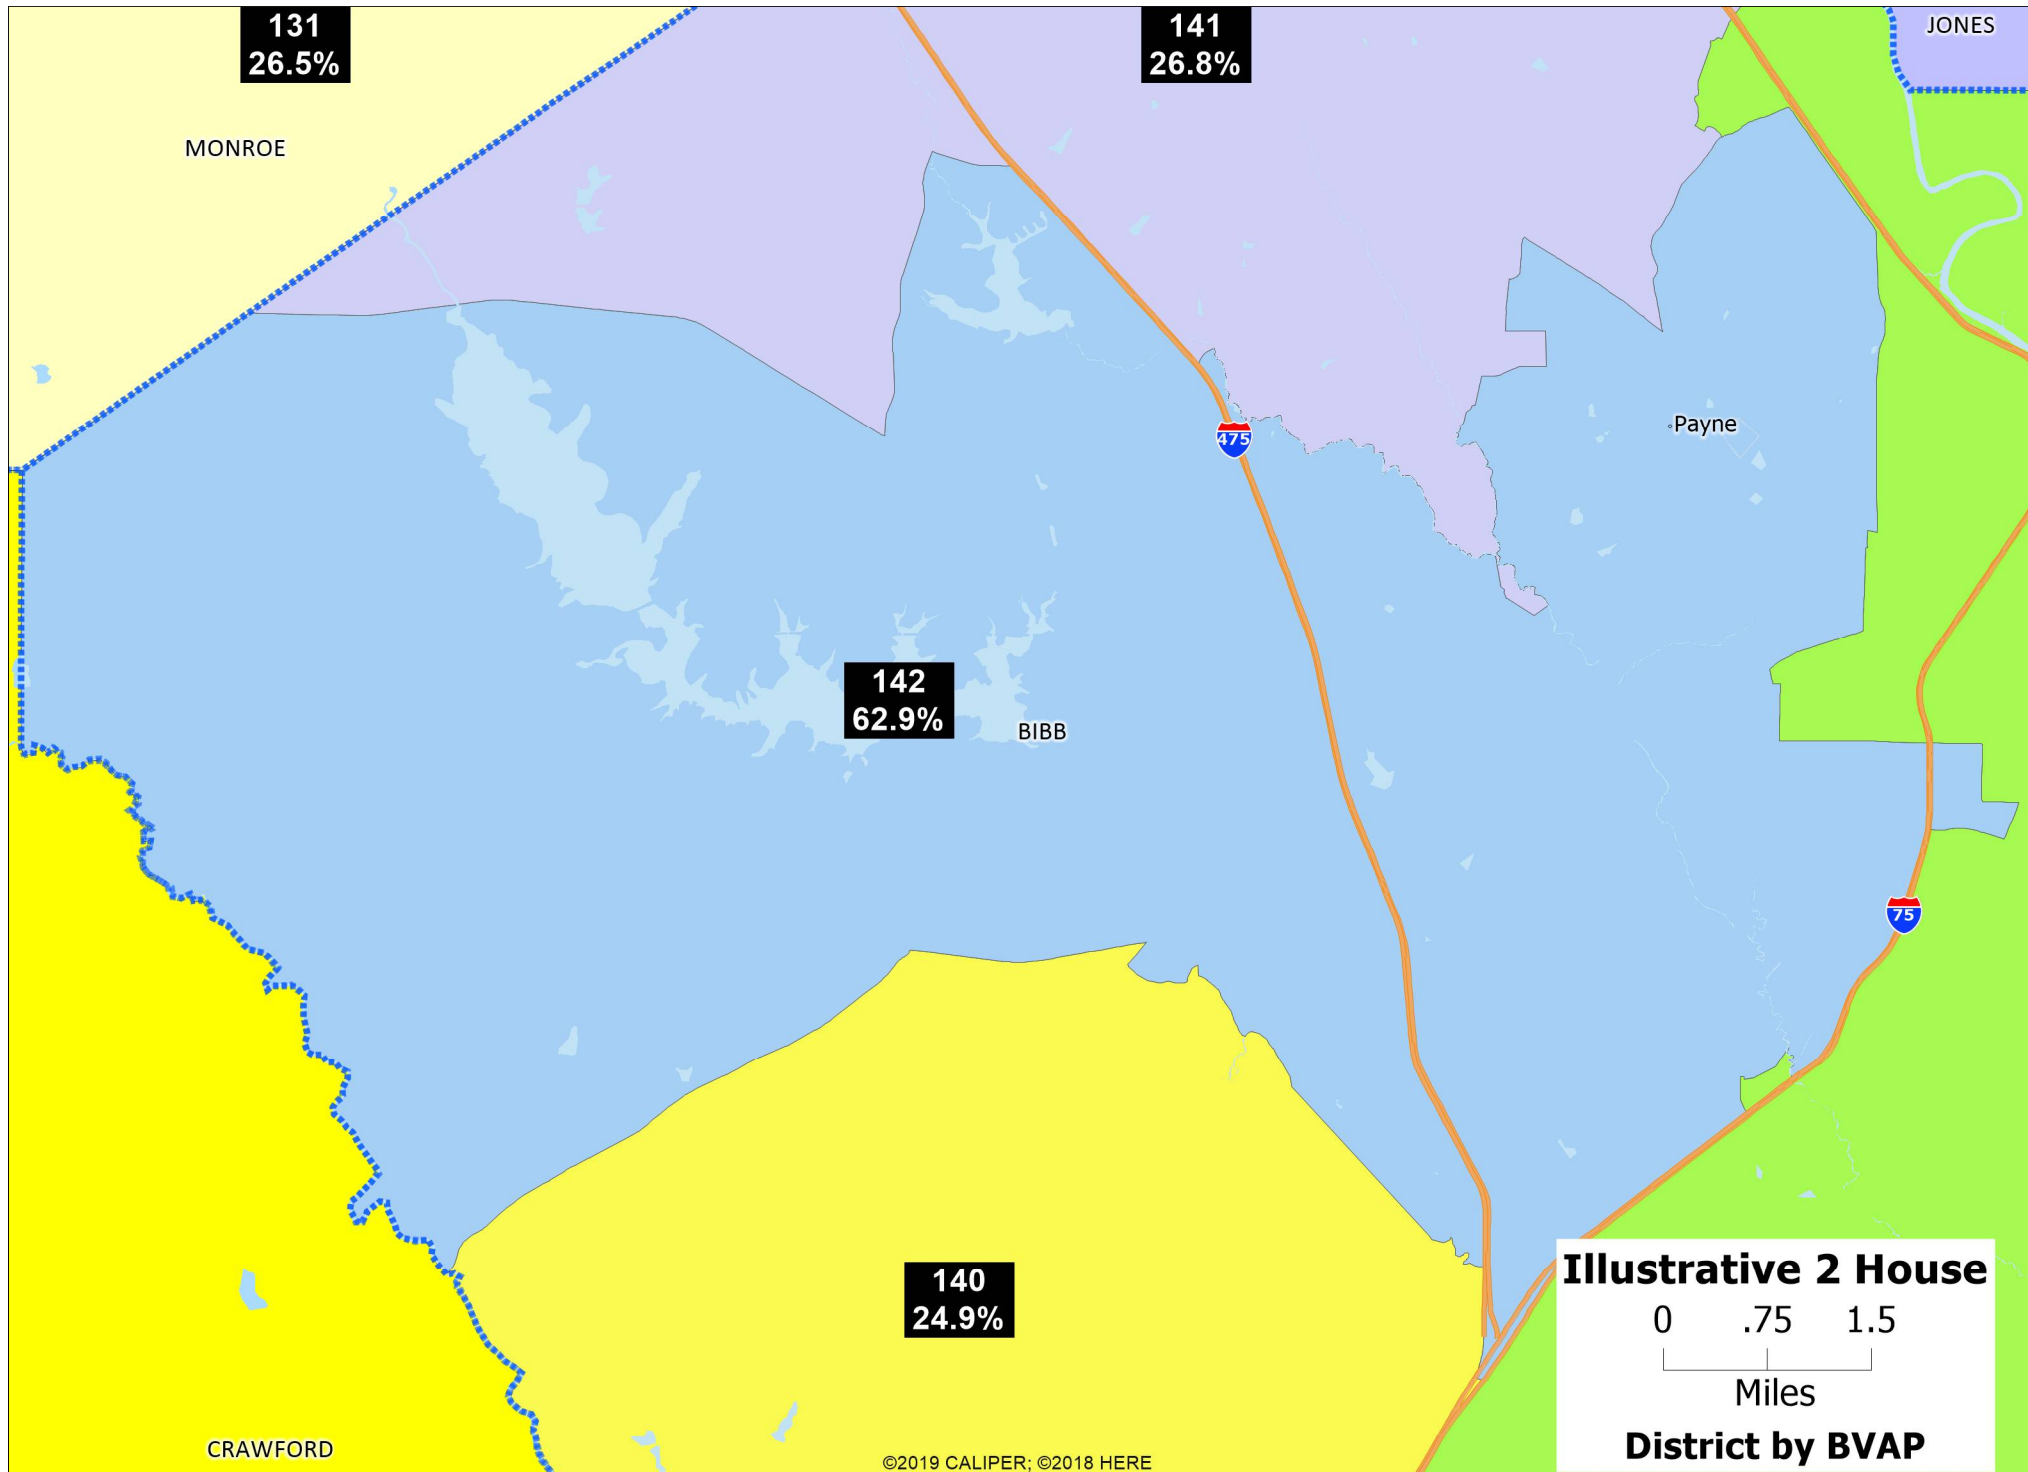 131
26.5%
141
26.8%
JONES
MONROE
475
Payne
142
62.9%
BIBB
75
140
24.9%
Illustrative 2 House
0 .75 1.5
Miles
District by BVAP
CRAWFORD
©2019 CALIPER; ©2018 HERE